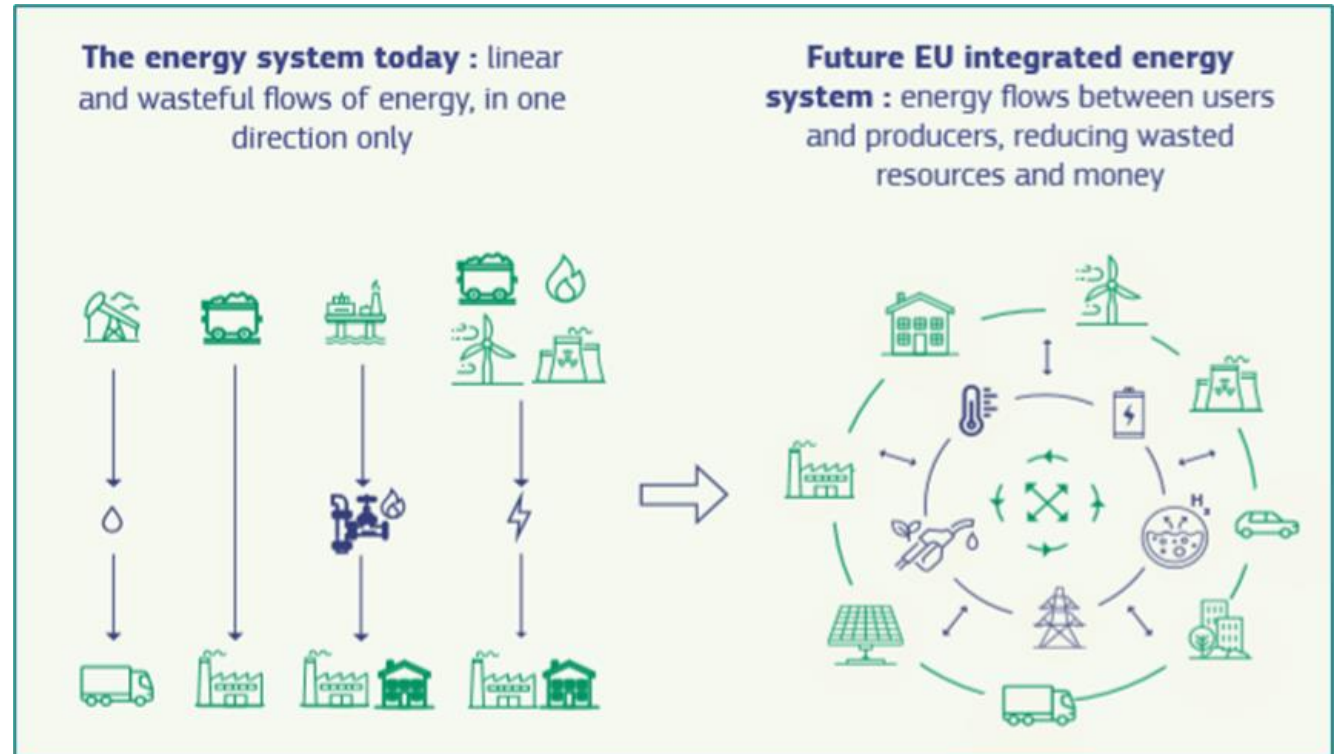 The energy system today : linear
and wasteful flows of energy, in one
direction only
Future EU integrated energy
system : energy flows between users
and producers, reducing wasted
resources and money
H